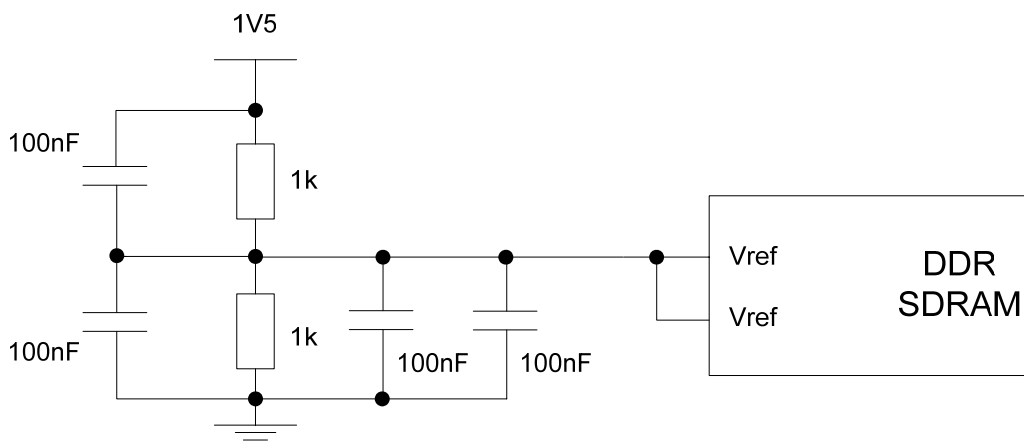 1V5
100nF
1k
Vref
DDR
SDRAM
Vref
1k
100nF
100nF
100nF